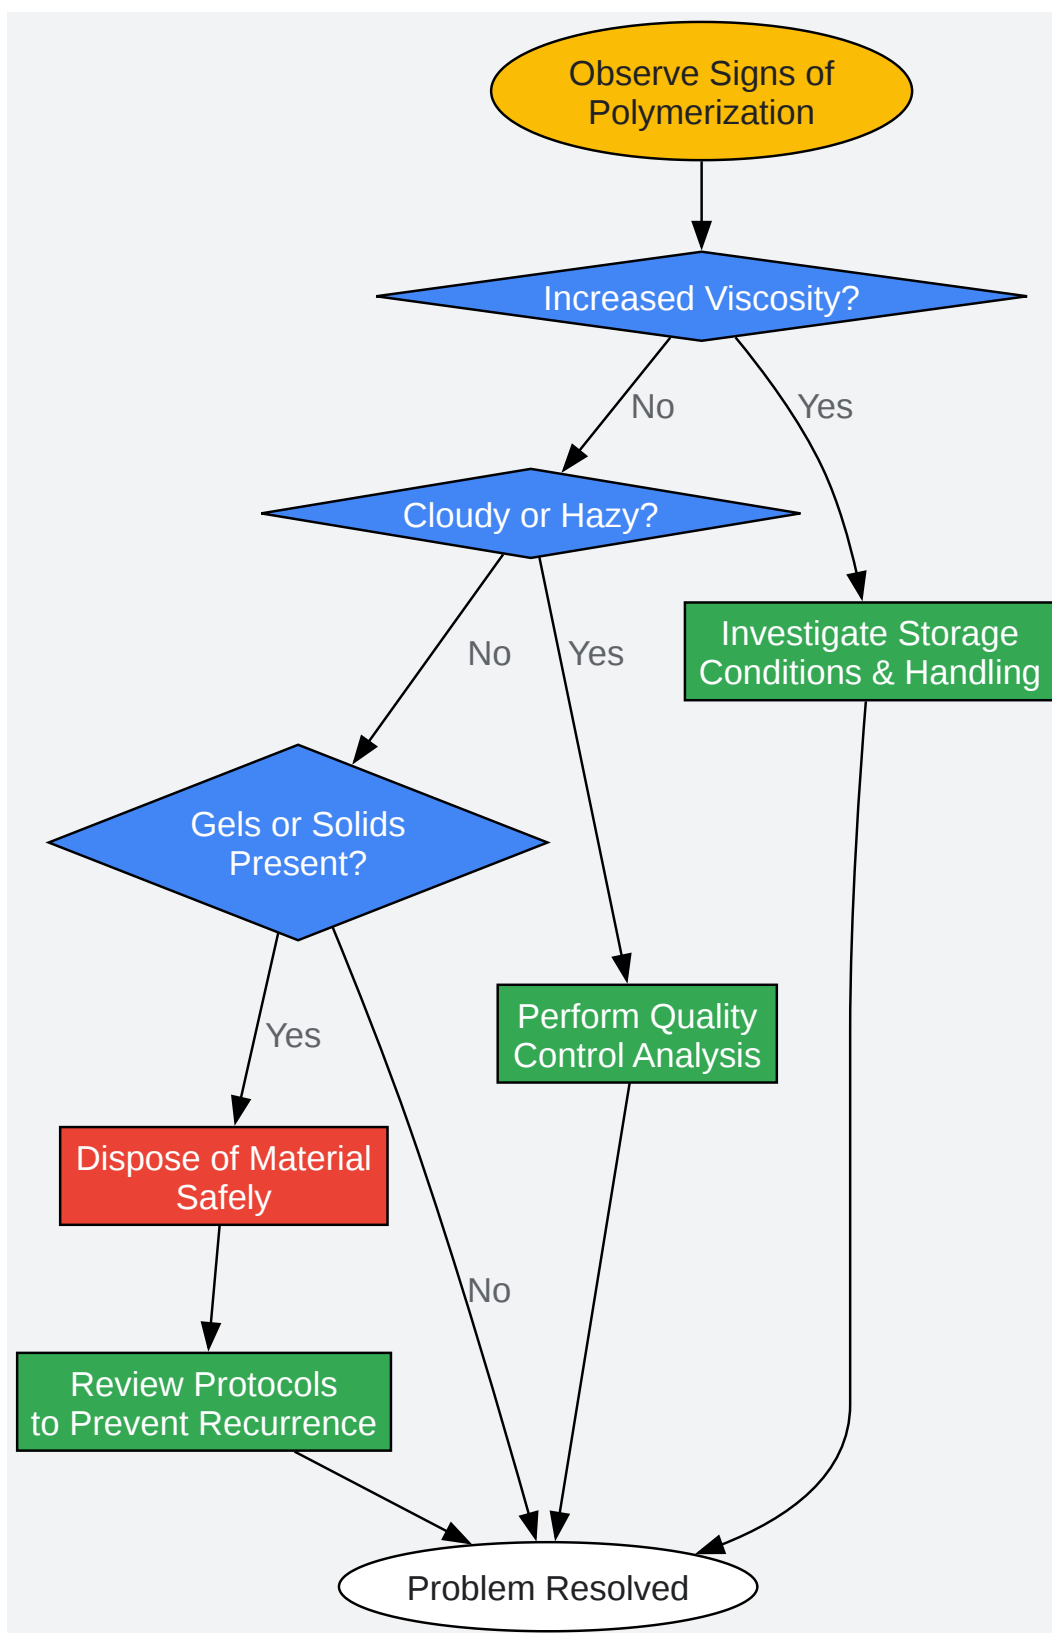 Observe Signs of
Polymerization
Increased Viscosity?
No
Yes
Cloudy or Hazy?
No
Yes
Investigate Storage
Conditions & Handling
Gels or Solids
Present?
Yes
Perform Quality
Control Analysis
Dispose of Material
Safely
No
Review Protocols
to Prevent Recurrence
Problem Resolved